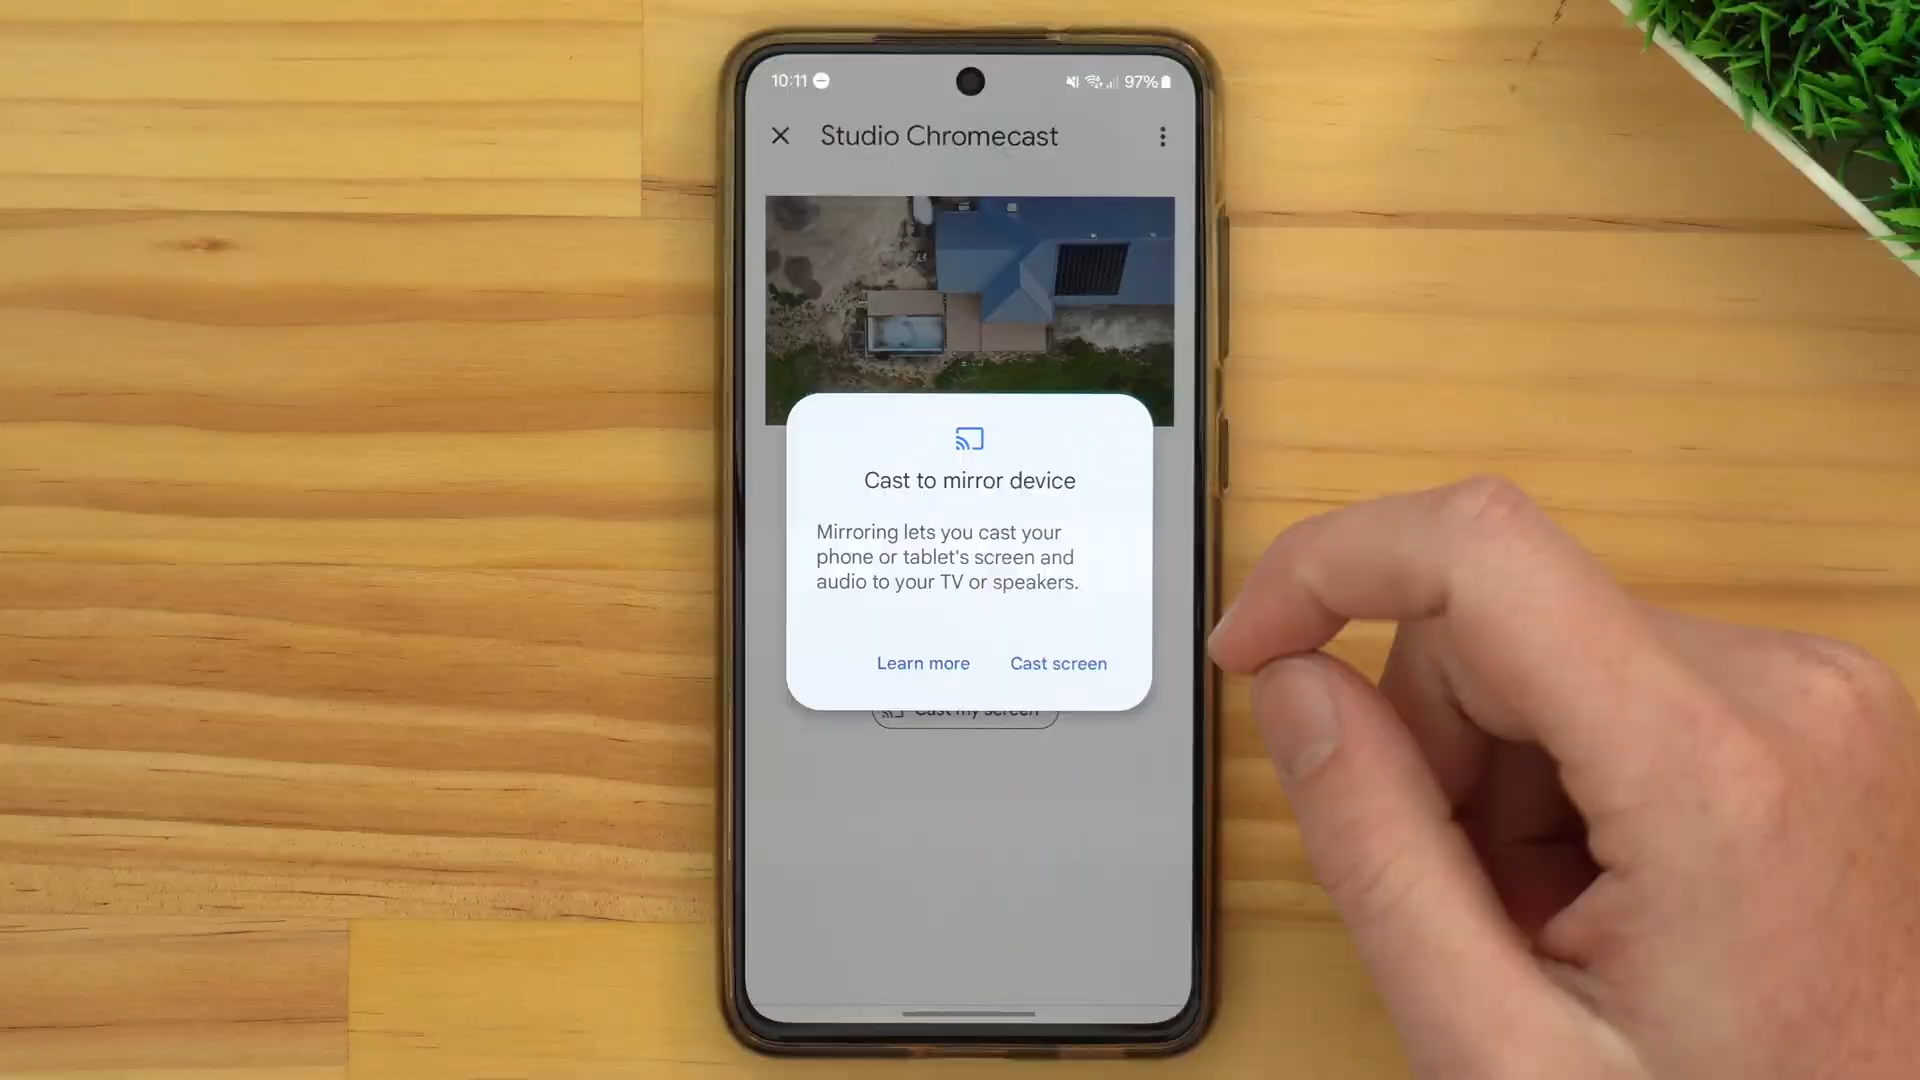 10:11
97%
Studio Chromecast
Cast to mirror device
Mirroring lets you cast your
phone or tablet's screen and
audio to your TV or speakers.
Learn more
Cast screen
Cast my screen